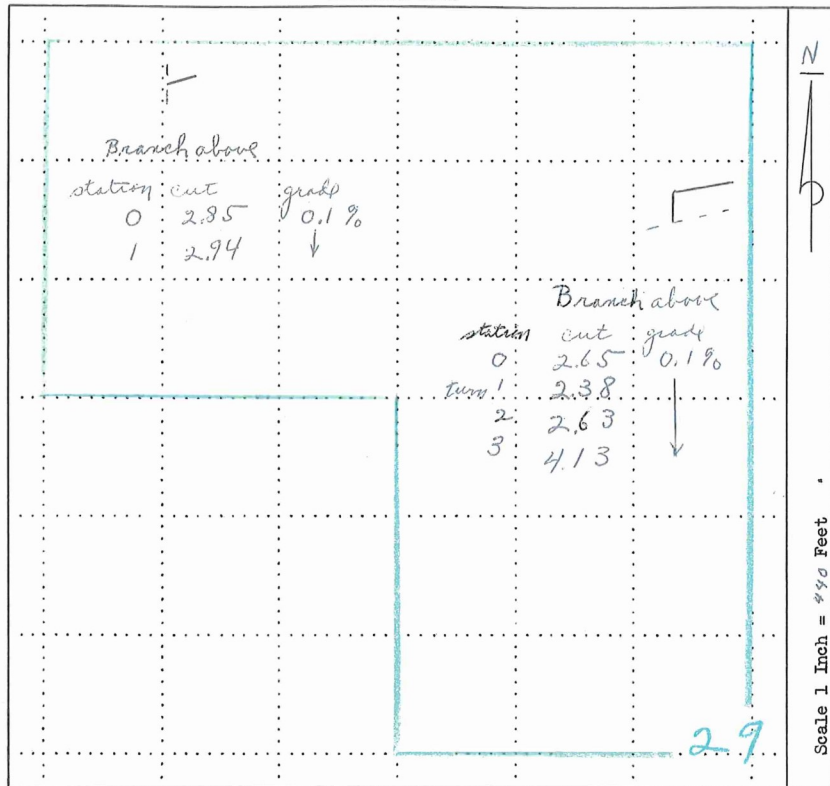 N
Branch above
station cut grade
0 2.85 0.1 %
1 2.94 ↓
Branch above
station cut grade
0 2.65 0.1 %
turn 1 2.38
2 2.63
3 4.13
29
Scale 1 Inch = 440 Feet